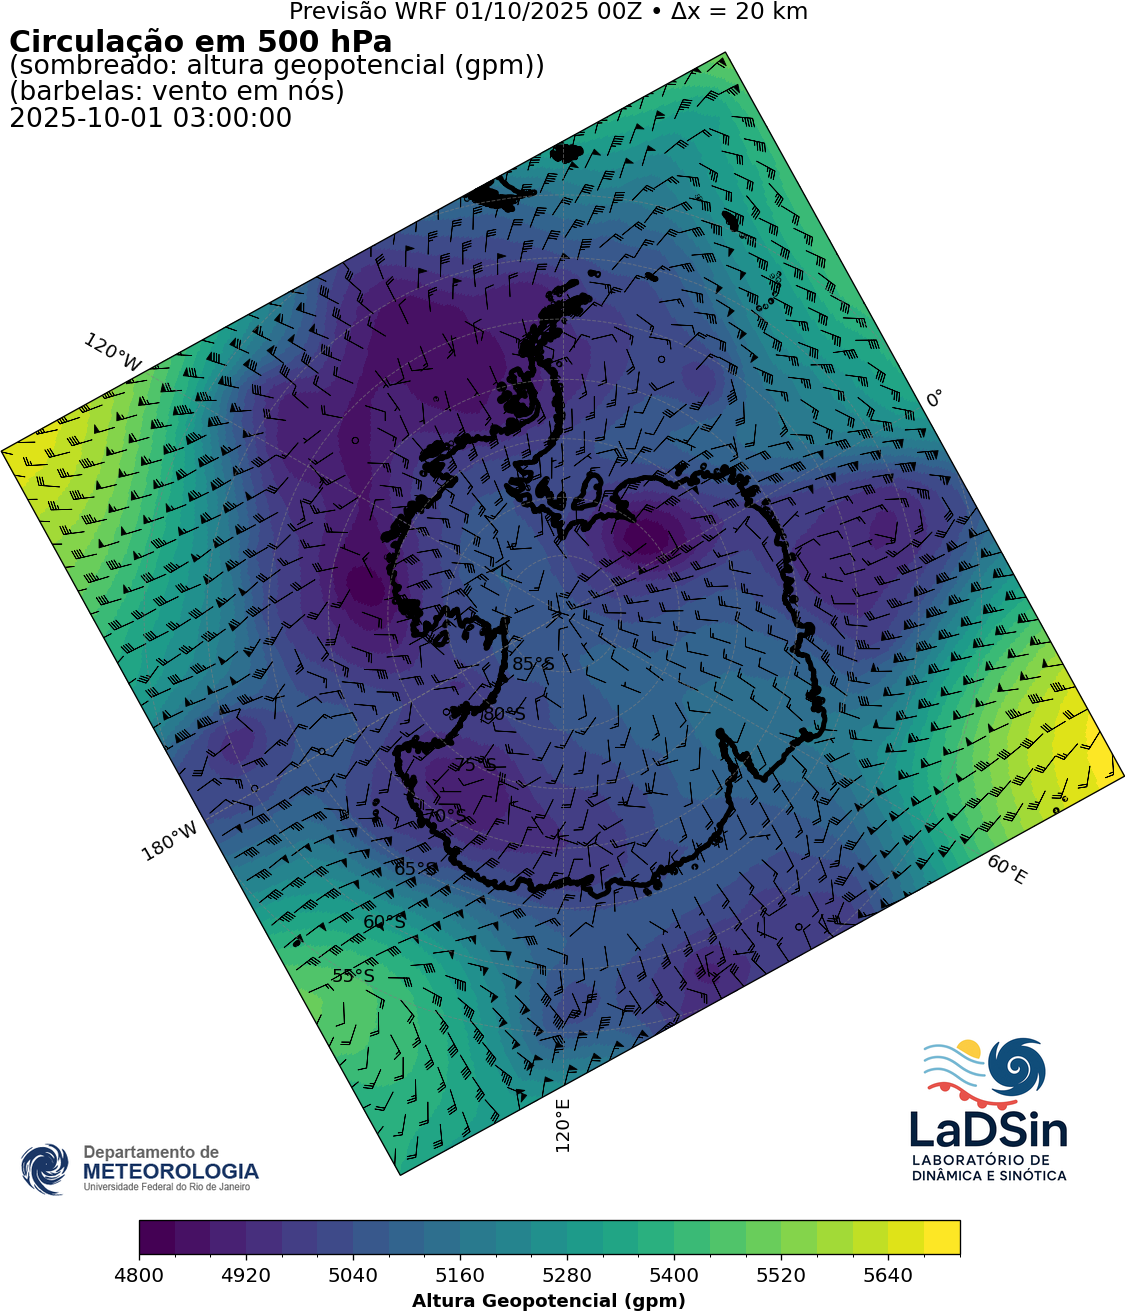 Previsão WRF 01/10/2025 00Z • Δx = 20 km
Circulação em 500 hPa
(sombreado: altura geopotencial (gpm))
(barbelas: vento em nós)
2025-10-01 03:00:00
120°W
0°
85°S
80°S
75°S
70°S
65°S
60°S
55°S
180°W
60°E
120°E
Departamento de
METEOROLOGIA
Universidade Federal do Rio de Janeiro
LaDSin
LABORATÓRIO DE
DINÂMICA E SINÓTICA
4800 4920 5040 5160 5280 5400 5520 5640
Altura Geopotencial (gpm)